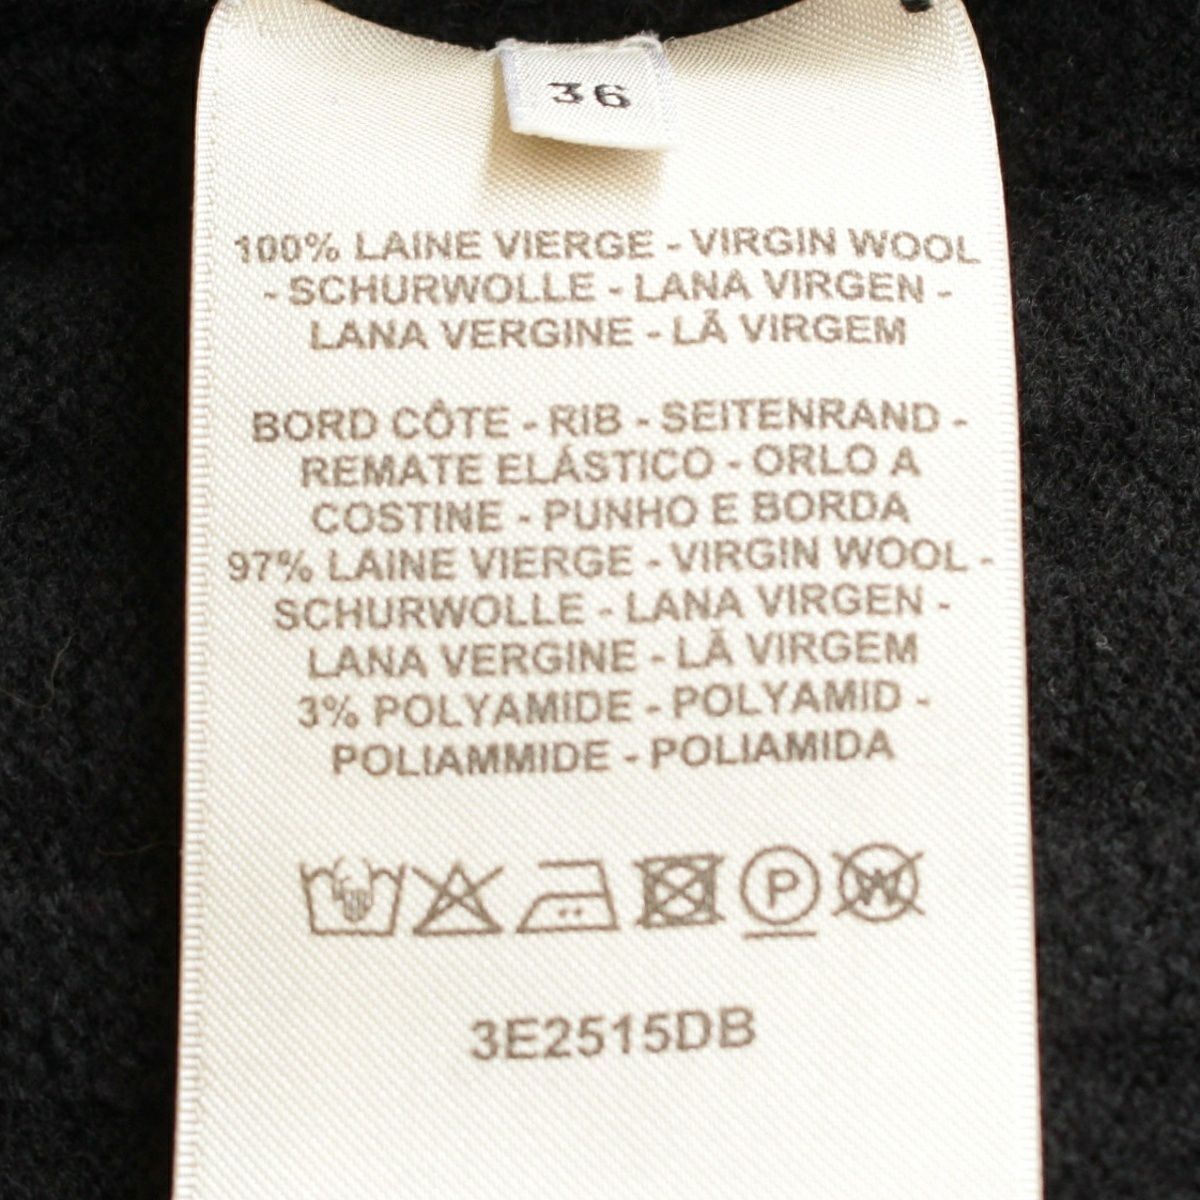 36
100% LAINE VIERGE - VIRGIN WOOL
- SCHURWOLLE - LANA VIRGEN -
LANA VERGINE - LÃ VIRGEM
BORD CÔTE - RIB - SEITENRAND -
REMATE ELÁSTICO - ORLO A
COSTINE - PUNHO E BORDA
97% LAINE VIERGE - VIRGIN WOOL -
SCHURWOLLE - LANA VIRGEN -
LANA VERGINE - LÃ VIRGEM
3% POLYAMIDE - POLYAMID -
POLIAMMIDE - POLIAMIDA
P W
3E2515DB